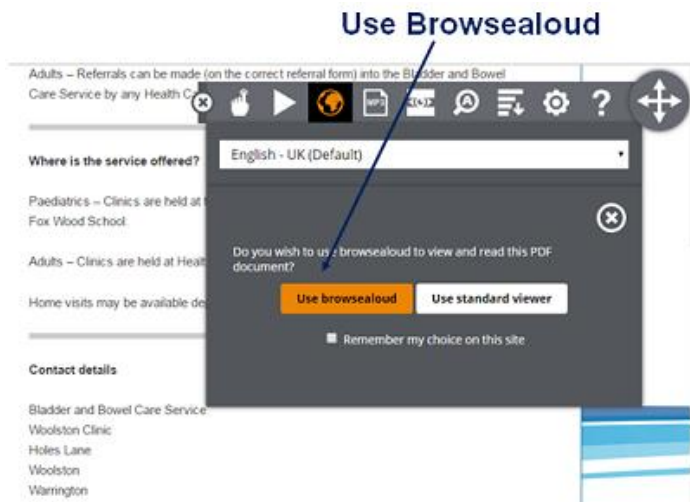 Use Browsealoud
Adults – Referrals can be made (on the correct referral form) into the Bladder and Bowel
Care Service by any Health
MP3
A
?
English - UK (Default)
Where is the service offered?
Paediatrics – Clinics are held at
Fox Wood School.
Do you wish to use browsealoud to view and read this PDF
document?
Adults – Clinics are held at
Use browsealoud
Use standard viewer
Home visits may be available
Remember my choice on this site
Contact details
Bladder and Bowel Care Service
Woolston Clinic
Holes Lane
Woolston
Warrington